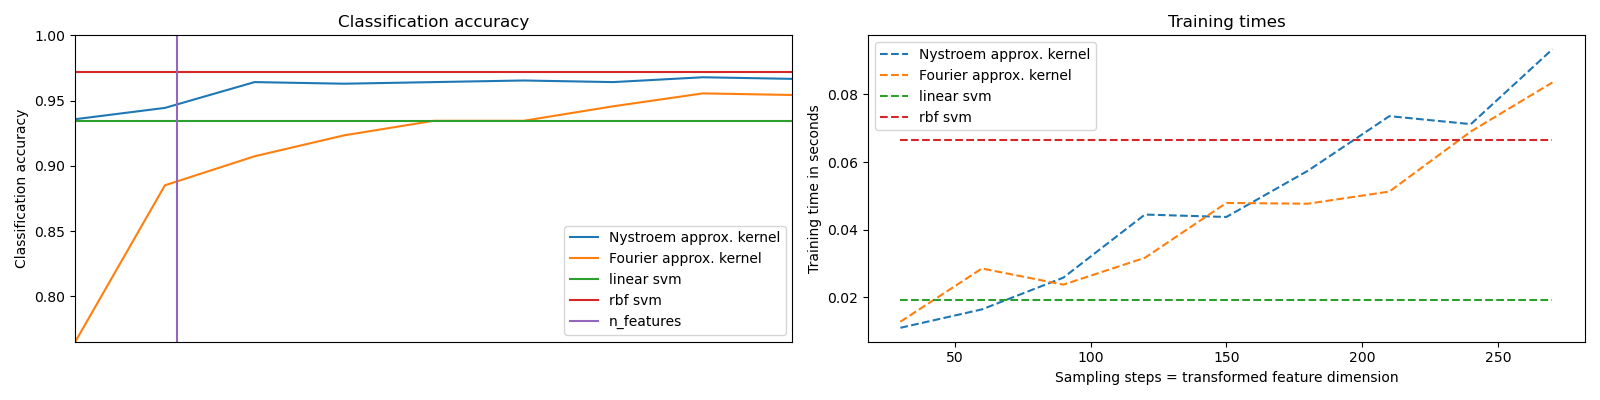 Classification accuracy
Classification accuracy
1.00
0.95
0.90
0.85
0.80
Nystroem approx. kernel
Fourier approx. kernel
linear svm
rbf svm
n_features
Training times
Training time in seconds
0.08
0.06
0.04
0.02
Nystroem approx. kernel
Fourier approx. kernel
linear svm
rbf svm
50 100 150 200 250
Sampling steps = transformed feature dimension